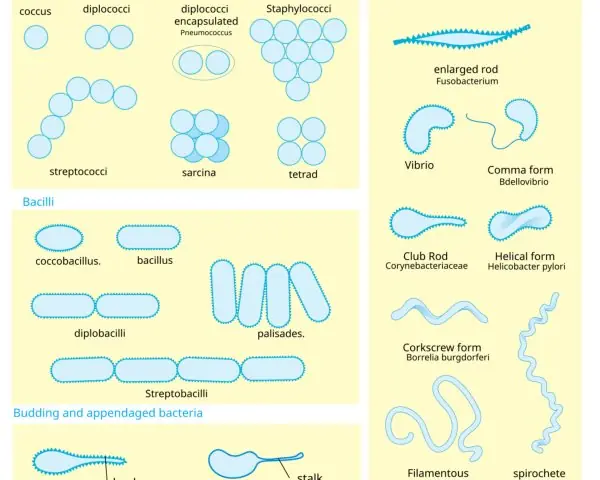 coccus
diplococci
diplococci
encapsulated
Pneumococcus
Staphylococci
streptococci
sarcina
tetrad
Bacilli
coccobacillus.
bacillus
diplobacilli
palisades.
Streptobacilli
Budding and appendaged bacteria
stalk
enlarged rod
Fusobacterium
Vibrio
Comma form
Bdellovibrio
Club Rod
Corynebacteriaceae
Helical form
Helicobacter pylori
Corkscrew form
Borrelia burgdorferi
Filamentous
spirochete